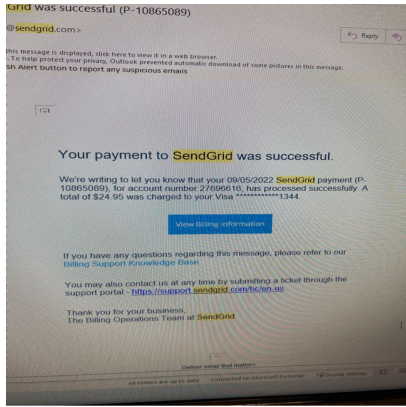 Grid was successful (P-10865089)
@sendgrid.com>
Reply
this message is displayed, click here to view it in a web browser.
. To help protect your privacy, Outlook prevented automatic download of some pictures in this message.
sh Alert button to report any suspicious emails
Your payment to SendGrid was successful.
We're writing to let you know that your 09/05/2022 SendGrid payment (P-
10865089), for account number 27696616, has processed successfully. A
total of $24.95 was charged to your Visa ************1344.
View Billing Information
If you have any questions regarding this message, please refer to our
Billing Support Knowledge Base
You may also contact us at any time by submitting a ticket through the
support portal - https://support.sendgrid.com/hc/en-us
Thank you for your business,
The Billing Operations Team at SendGrid
Deliver email that matters
All folders are up to date. Connected to: Microsoft Exchange Display Settings